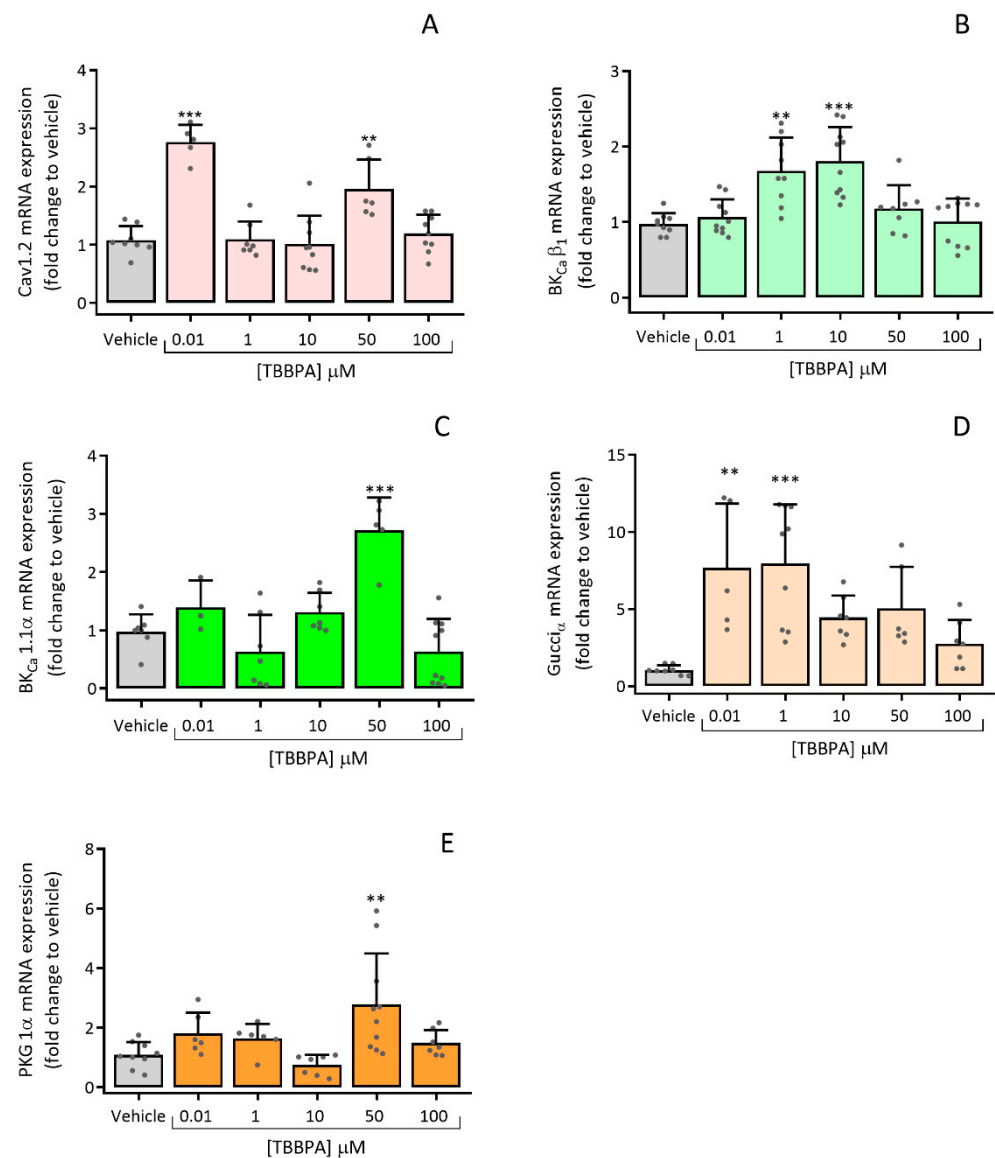 A
Cav1.2 mRNA expression
(fold change to vehicle)
4
3
2
1
0
***
**
Vehicle 0.01 1 10 50 100
[TBBPA] μM
B
BKCa β1 mRNA expression
(fold change to vehicle)
3
2
1
0
**
***
Vehicle 0.01 1 10 50 100
[TBBPA] μM
C
BKCa 1.1α mRNA expression
(fold change to vehicle)
4
3
2
1
0
***
Vehicle 0.01 1 10 50 100
[TBBPA] μM
D
Gucciα mRNA expression
(fold change to vehicle)
15
10
5
0
**
***
Vehicle 0.01 1 10 50 100
[TBBPA] μM
E
PKG 1α mRNA expression
(fold change to vehicle)
8
6
4
2
0
**
Vehicle 0.01 1 10 50 100
[TBBPA] μM